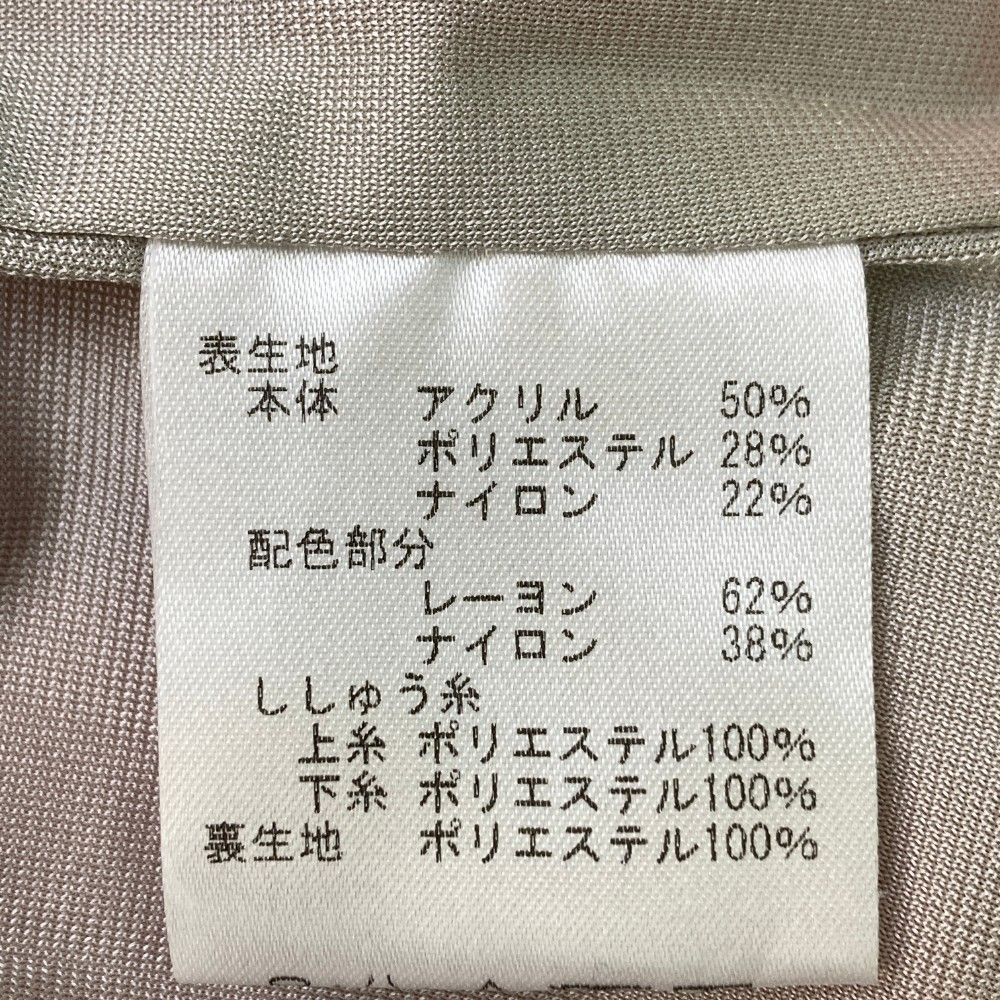 表生地
本体 アクリル 50%
ポリエステル 28%
ナイロン 22%
配色部分
レーヨン 62%
ナイロン 38%
ししゅう糸
上糸 ポリエステル100%
下糸 ポリエステル100%
裏生地 ポリエステル100%